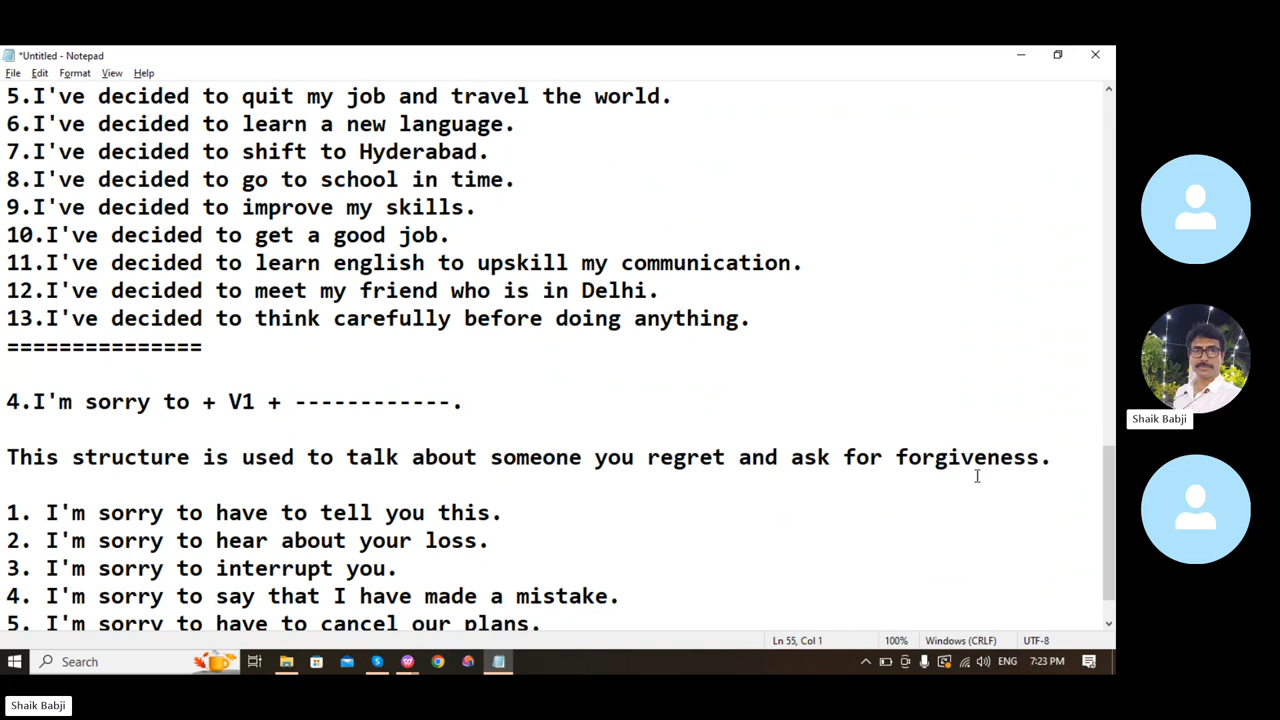 *Untitled - Notepad
File Edit Format View Help
5.I've decided to quit my job and travel the world.
6.I've decided to learn a new language.
7.I've decided to shift to Hyderabad.
8.I've decided to go to school in time.
9.I've decided to improve my skills.
10.I've decided to get a good job.
11.I've decided to learn english to upskill my communication.
12.I've decided to meet my friend who is in Delhi.
13.I've decided to think carefully before doing anything.
===============
4.I'm sorry to + V1 + ------------.
This structure is used to talk about someone you regret and ask for forgiveness.
1. I'm sorry to have to tell you this.
2. I'm sorry to hear about your loss.
3. I'm sorry to interrupt you.
4. I'm sorry to say that I have made a mistake.
5. I'm sorry to have to cancel our plans.
Shaik Babji
Ln 55, Col 1 100% Windows (CRLF) UTF-8
Search ENG 7:23 PM
Shaik Babji